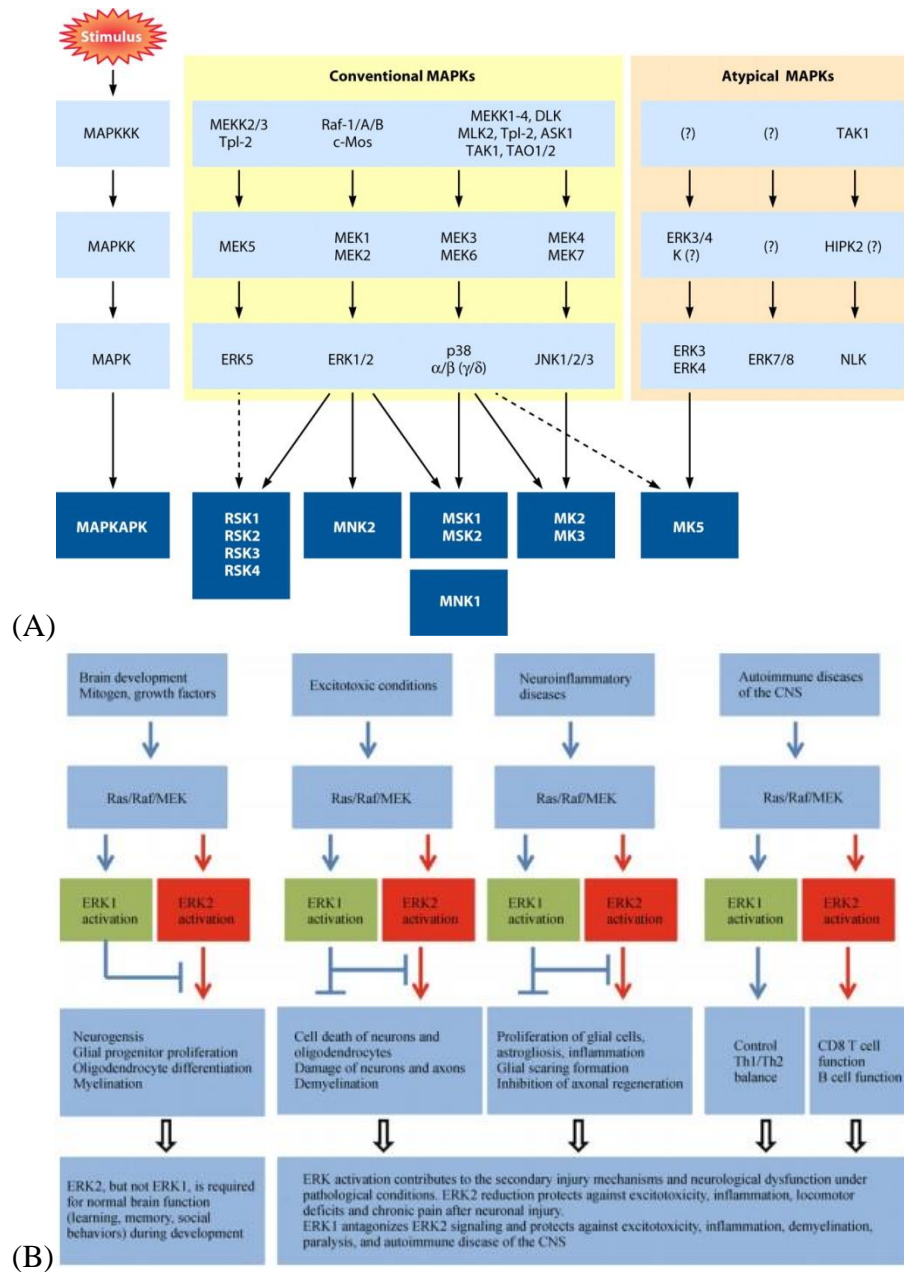 Stimulus
Conventional MAPKs
Atypical MAPKs
MAPKKK
MEKK2/3
Tpl-2
Raf-1/A/B
c-Mos
MEKK1-4, DLK
MLK2, Tpl-2, ASK1
TAK1, TAO1/2
(?)
(?)
TAK1
MAPKK
MEK5
MEK1
MEK2
MEK3
MEK6
MEK4
MEK7
ERK3/4
K (?)
(?)
HIPK2 (?)
MAPK
ERK5
ERK1/2
p38
α/β (γ/δ)
JNK1/2/3
ERK3
ERK4
ERK7/8
NLK
MAPKAPK
RSK1
RSK2
RSK3
RSK4
MNK2
MSK1
MSK2
MK2
MK3
MK5
MNK1
(A)
Brain development
Mitogen, growth factors
Excitotoxic conditions
Neuroinflammatory
diseases
Autoimmune diseases
of the CNS
Ras/Raf/MEK
Ras/Raf/MEK
Ras/Raf/MEK
Ras/Raf/MEK
ERK1
activation
ERK2
activation
ERK1
activation
ERK2
activation
ERK1
activation
ERK2
activation
ERK1
activation
ERK2
activation
Neurogensis
Glial progenitor proliferation
Oligodendrocyte differentiation
Myelination
Cell death of neurons and
oligodendrocytes
Damage of neurons and axons
Demyelination
Proliferation of glial cells,
astrogliosis, inflammation
Glial scaring formation
Inhibition of axonal regeneration
Control
Th1/Th2
balance
CD8 T cell
function
B cell function
ERK2, but not ERK1, is required
for normal brain function
(learning, memory, social
behaviors) during development
ERK activation contributes to the secondary injury mechanisms and neurological dysfunction under
pathological conditions. ERK2 reduction protects against excitotoxicity, inflammation, locomotor
deficits and chronic pain after neuronal injury.
ERK1 antagonizes ERK2 signaling and protects against excitotoxicity, inflammation, demyelination,
paralysis, and autoimmune disease of the CNS
(B)